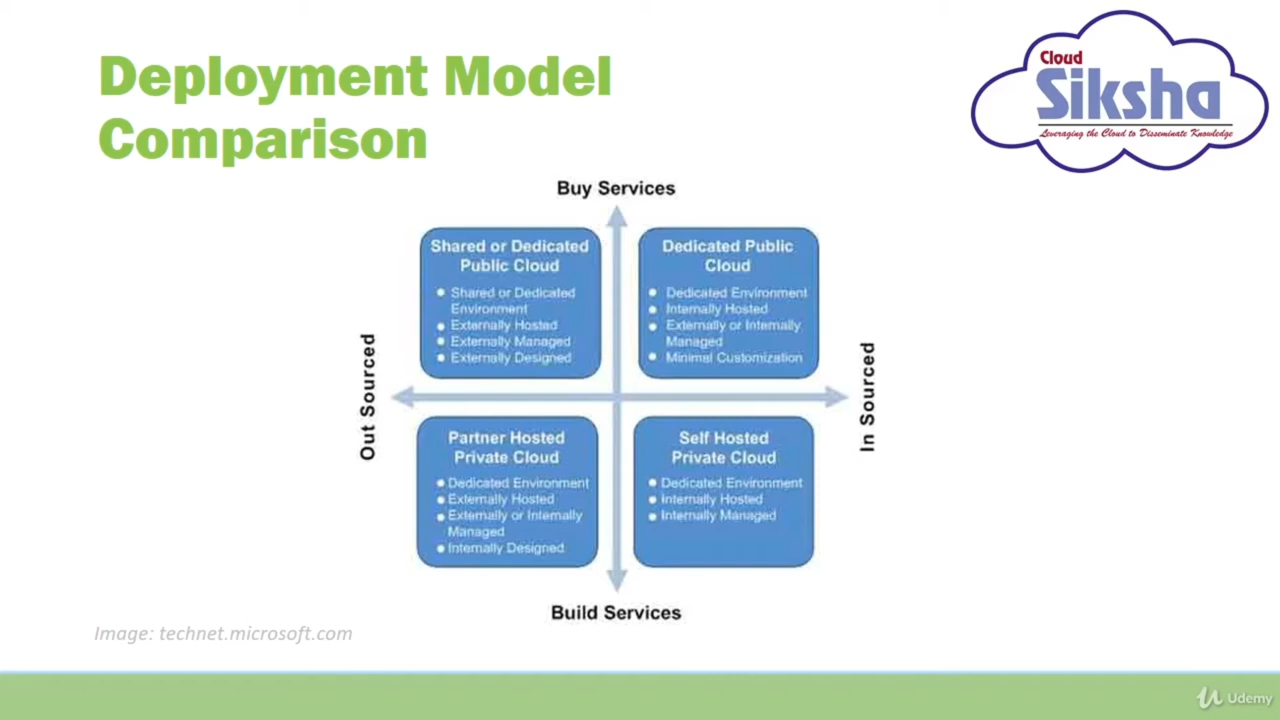 Deployment Model
Comparison
Cloud
Siksha
Leveraging the Cloud to Disseminate Knowledge
Buy Services
Shared or Dedicated
Public Cloud
Shared or Dedicated
Environment
Externally Hosted
Externally Managed
Externally Designed
Dedicated Public
Cloud
Dedicated Environment
Internally Hosted
Externally or Internally
Managed
Minimal Customization
Out Sourced
In Sourced
Partner Hosted
Private Cloud
Dedicated Environment
Externally Hosted
Externally or Internally
Managed
Internally Designed
Self Hosted
Private Cloud
Dedicated Environment
Internally Hosted
Internally Managed
Build Services
Image: technet.microsoft.com
Udemy